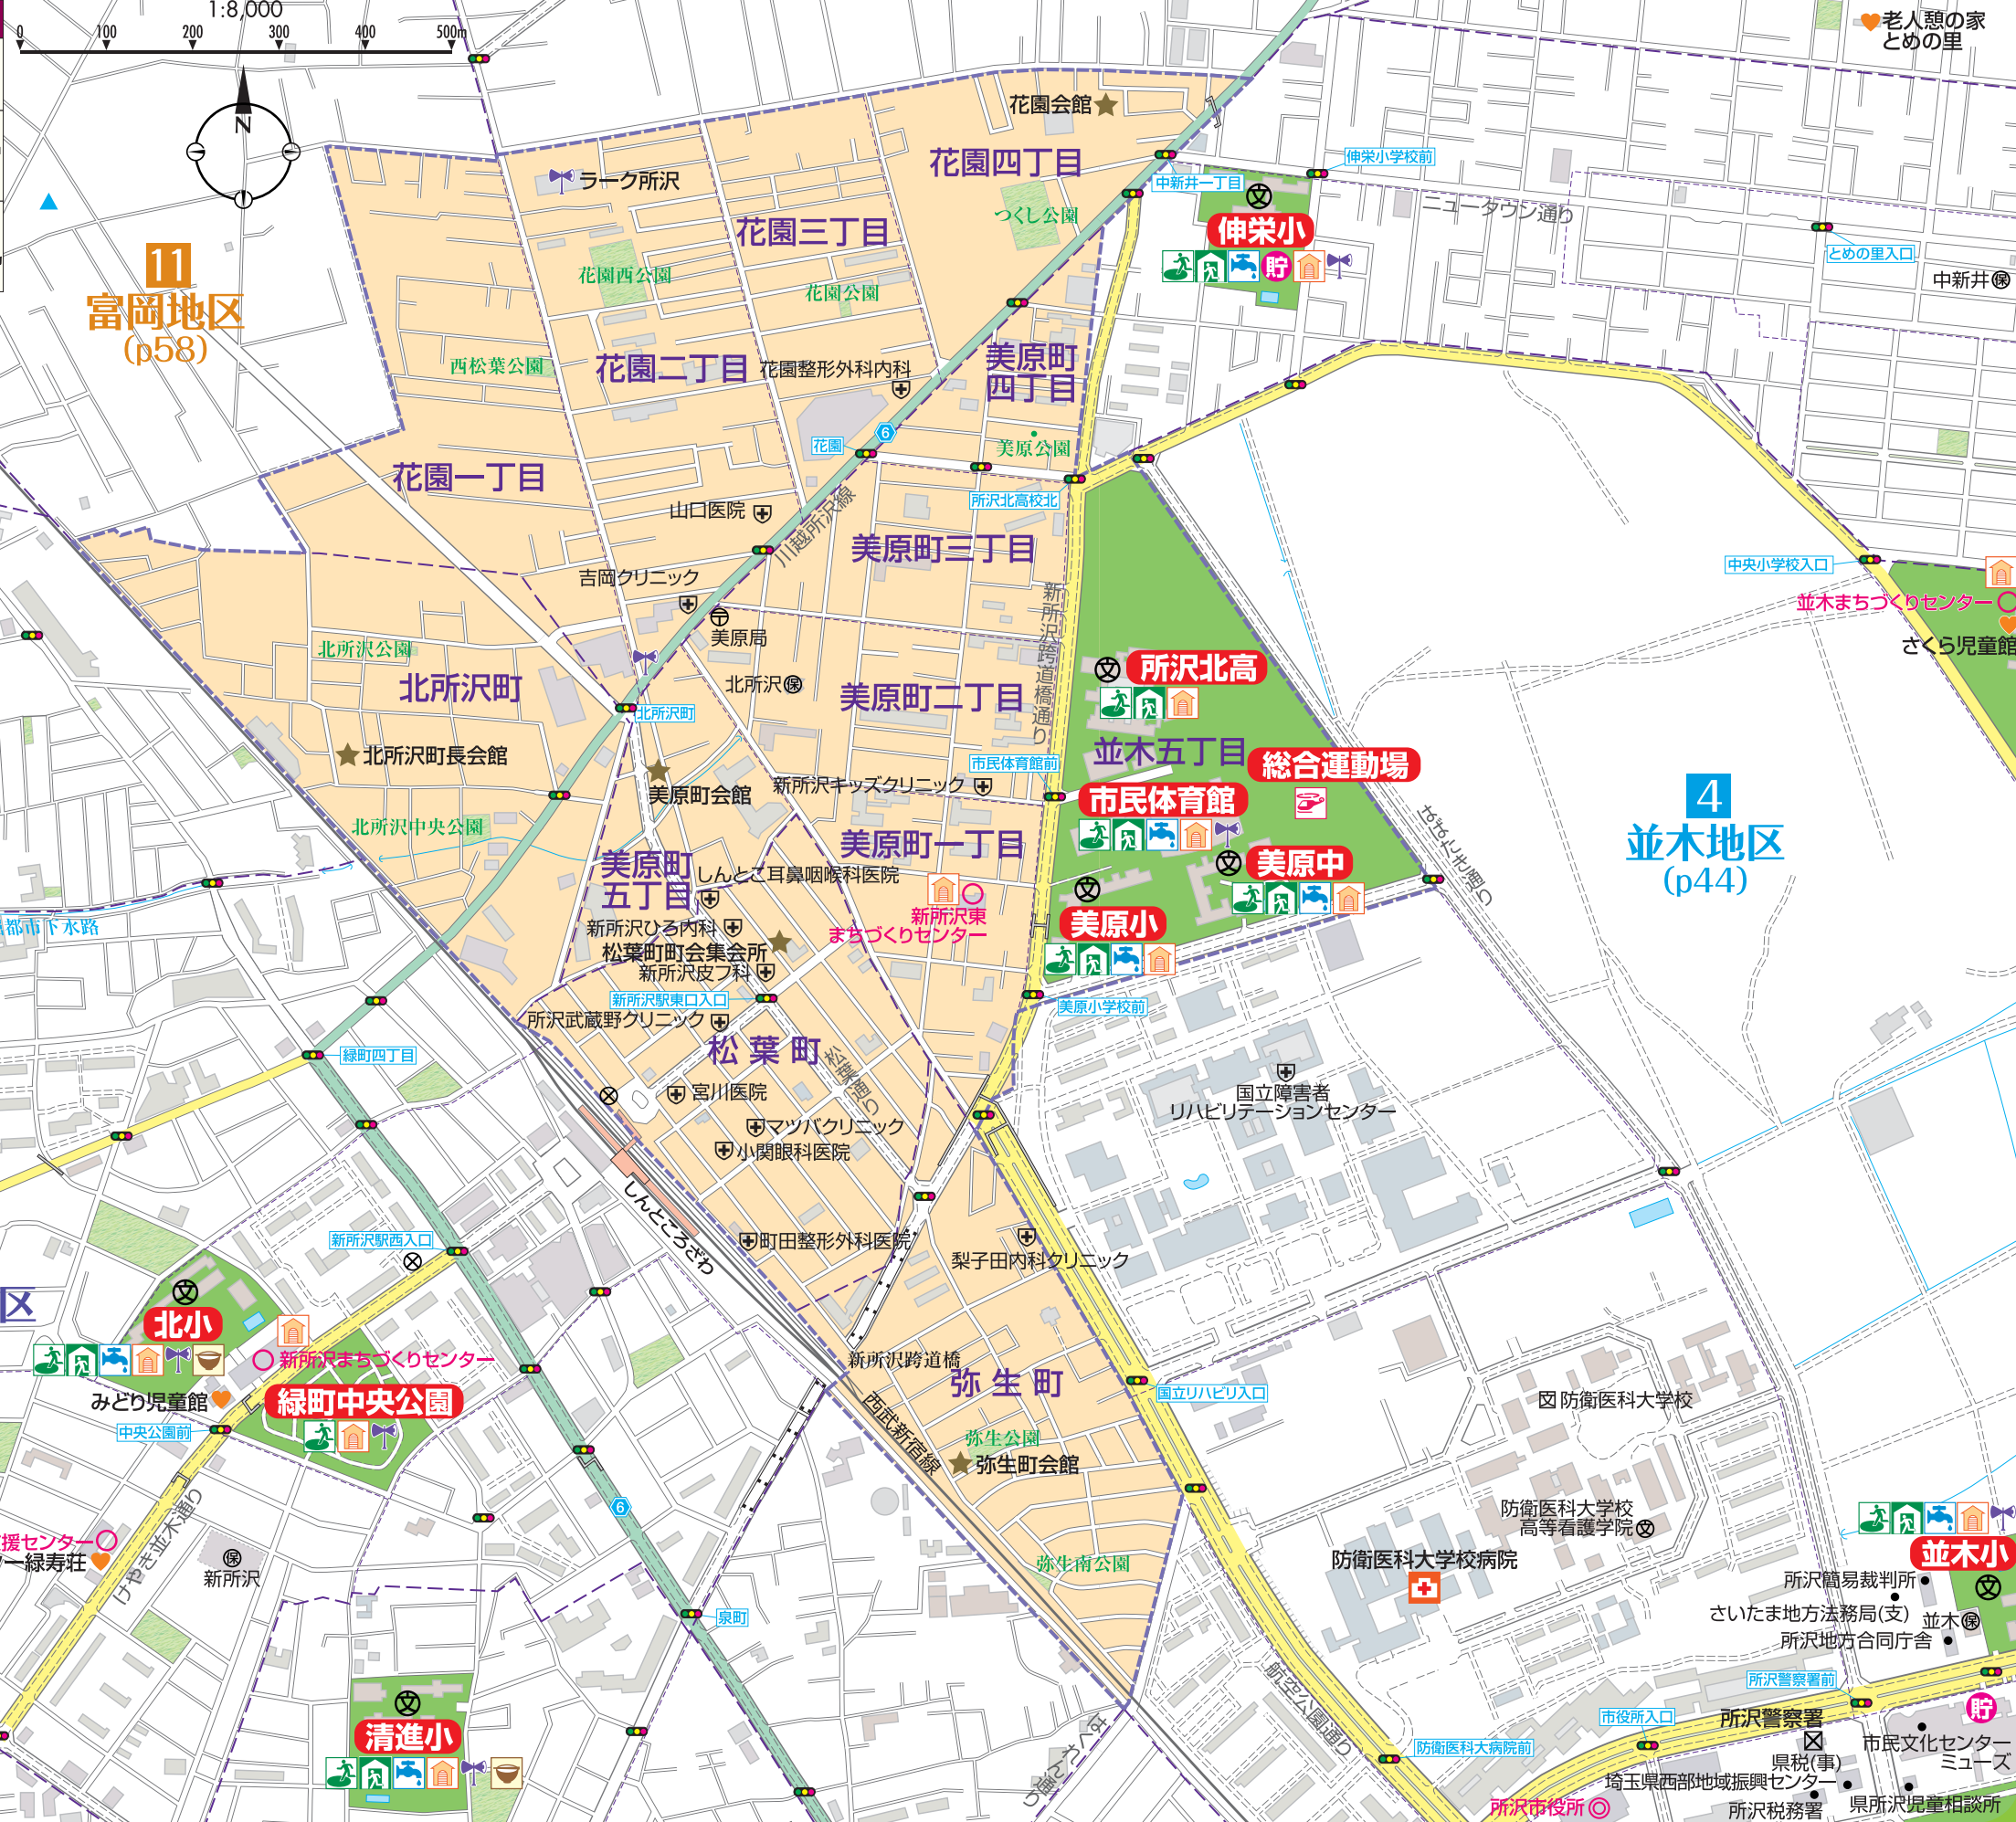 1:8,000
0 100 200 300 400 500m
N
老人憩の家
とめの里
花園会館
花園四丁目
伸栄小学校前
中新井一丁目
ラーク所沢
つくし公園
ニュータウン通り
伸栄小
貯
とめの里入口
中新井保
花園三丁目
11
富岡地区
(p58)
花園西公園
花園公園
西松葉公園
花園二丁目
花園整形外科内科
美原町
四丁目
6
花園
美原公園
花園一丁目
所沢北高校北
山口医院
川越所沢線
美原町三丁目
中央小学校入口
吉岡クリニック
並木まちづくりセンター
美原局
さくら児童館
新所沢跨道橋通り
北所沢公園
所沢北高
北所沢町
北所沢保
美原町二丁目
北所沢町
並木五丁目
北所沢町長会館
総合運動場
美原町会館
新所沢キッズクリニック
市民体育館前
市民体育館
4
並木地区
(p44)
北所沢中央公園
はなみずき通り
美原町
五丁目
美原町一丁目
しんとこ耳鼻咽喉科医院
美原中
新所沢東
まちづくりセンター
美原小
都市下水路
新所沢ひろ内科
松葉町町会集会所
新所沢皮フ科
新所沢駅東口入口
美原小学校前
所沢武蔵野クリニック
緑町四丁目
松葉町
松葉通り
国立障害者
リハビリテーションセンター
宮川医院
マツバクリニック
小関眼科医院
しんところざわ
新所沢駅西入口
町田整形外科医院
梨子田内科クリニック
区
北小
新所沢まちづくりセンター
新所沢跨道橋
弥生町
国立リハビリ入口
みどり児童館
緑町中央公園
中央公園前
西武新宿線
防衛医科大学校
弥生公園
弥生町会館
けやき並木通り
6
防衛医科大学校
高等看護学院
援センター
ー緑寿荘
保
新所沢
弥生南公園
防衛医科大学校病院
並木小
所沢簡易裁判所
さいたま地方法務局(支)
並木保
所沢地方合同庁舎
泉町
航空公園通り
所沢警察署前
清進小
市役所入口
所沢警察署
貯
市民文化センター
ミューズ
防衛医科大病院前
県税(事)
埼玉県西部地域振興センター
所沢市役所
所沢税務署
県所沢児童相談所